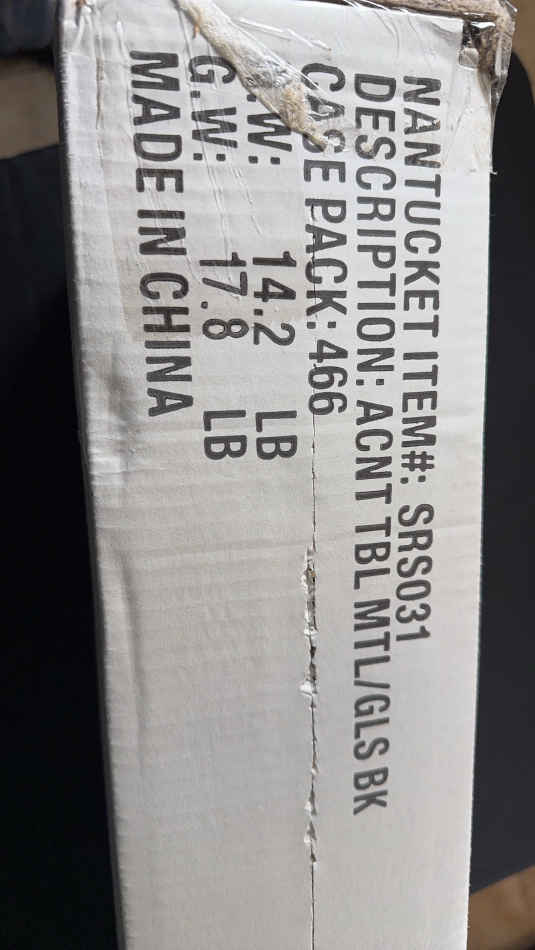 NANTUCKET ITEM#: SRS031
DESCRIPTION: ACNT TBL MTL/GLS BK
CASE PACK: 466
.W: 14.2 LB
G.W: 17.8 LB
MADE IN CHINA